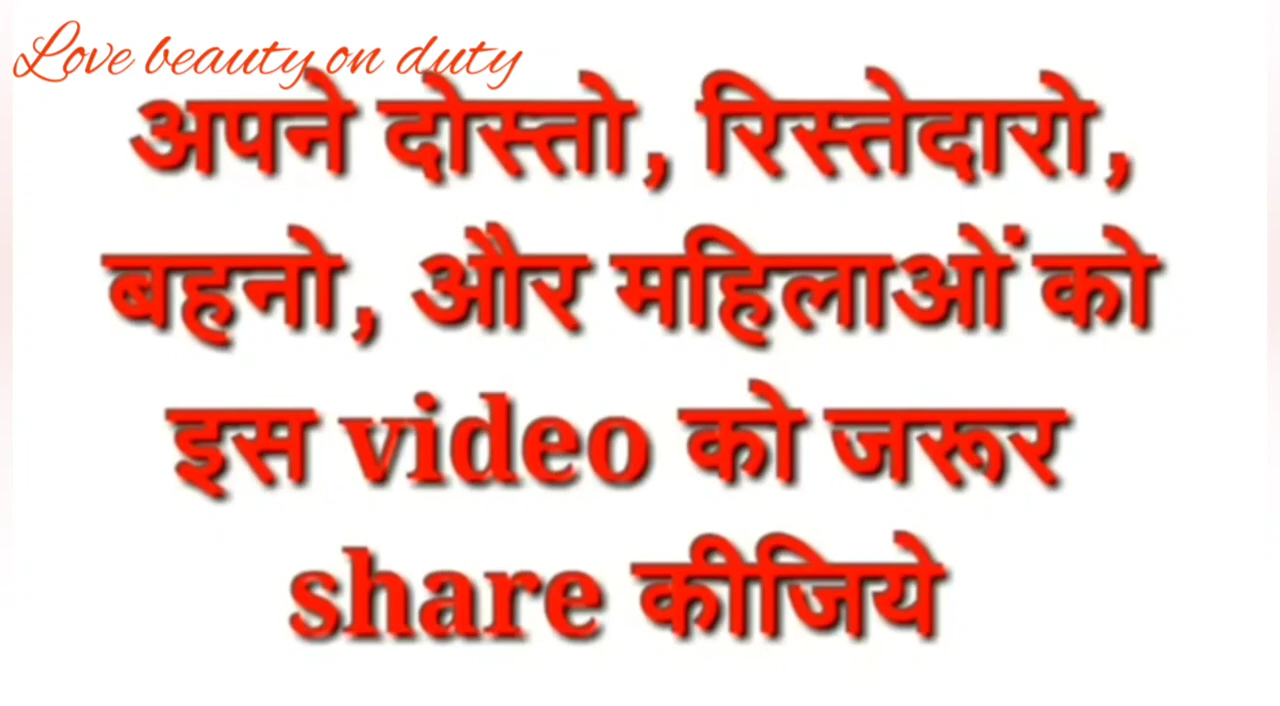 Love beauty on duty
अपने दोस्तो, रिस्तेदारो,
बहनो, और महिलाओं को
इस video को जरूर
share कीजिये